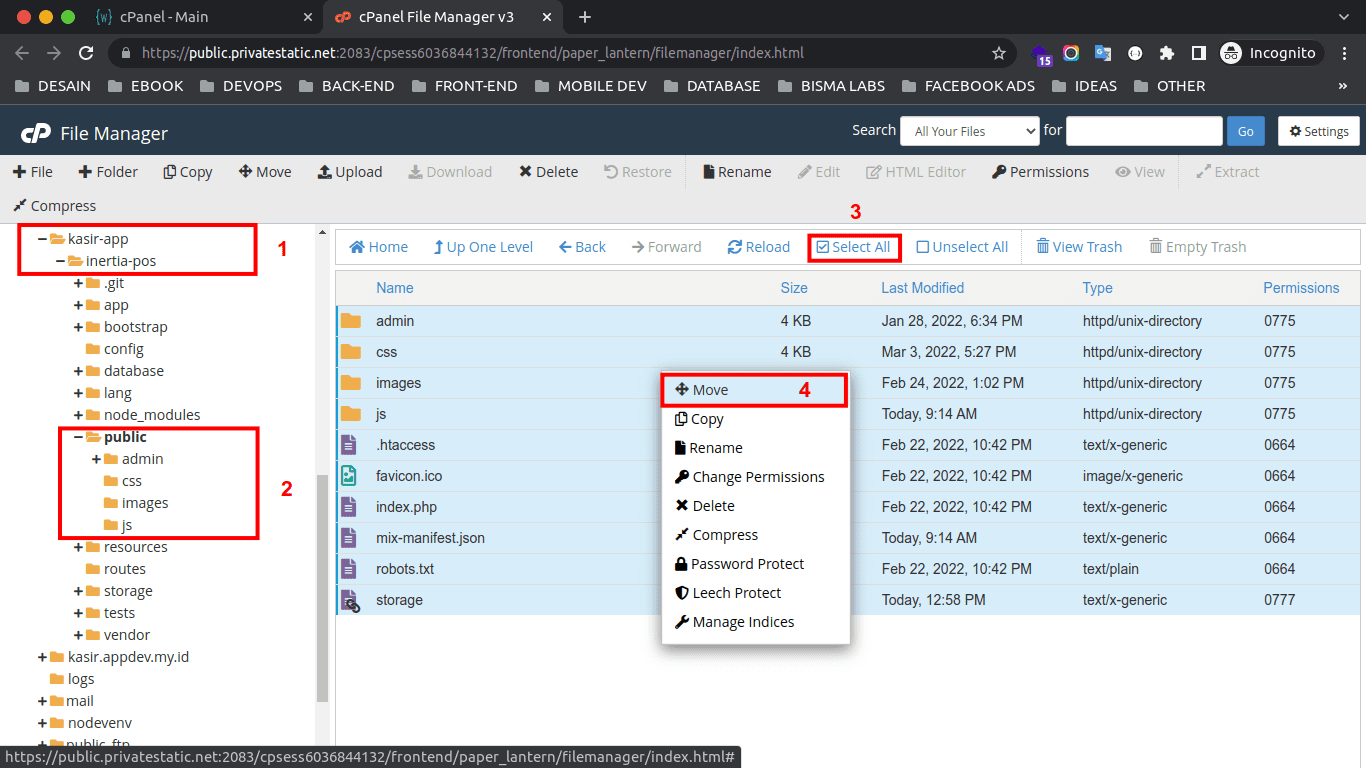 cPanel - Main
cPanel File Manager v3
https://public.privatestatic.net:2083/cpsess6036844132/frontend/paper_lantern/filemanager/index.html
15
Incognito
DESAIN
EBOOK
DEVOPS
BACK-END
FRONT-END
MOBILE DEV
DATABASE
BISMA LABS
FACEBOOK ADS
IDEAS
OTHER
»
cP File Manager
Search
All Your Files
for
Go
Settings
File
Folder
Copy
Move
Upload
Download
Delete
Restore
Rename
Edit
HTML Editor
Permissions
View
Extract
Compress
kasir-app
inertia-pos
1
.git
app
bootstrap
config
database
lang
node_modules
public
admin
css
images
js
2
resources
routes
storage
tests
vendor
kasir.appdev.my.id
logs
mail
nodevenv
public_ftp
3
Home
Up One Level
Back
Forward
Reload
Select All
Unselect All
View Trash
Empty Trash
Name Size Last Modified Type Permissions
admin 4 KB Jan 28, 2022, 6:34 PM httpd/unix-directory 0775
css 4 KB Mar 3, 2022, 5:27 PM httpd/unix-directory 0775
images Feb 24, 2022, 1:02 PM httpd/unix-directory 0775
js Today, 9:14 AM httpd/unix-directory 0775
.htaccess Feb 22, 2022, 10:42 PM text/x-generic 0664
favicon.ico Feb 22, 2022, 10:42 PM image/x-generic 0664
index.php Feb 22, 2022, 10:42 PM text/x-generic 0664
mix-manifest.json Today, 9:14 AM text/x-generic 0664
robots.txt Feb 22, 2022, 10:42 PM text/plain 0664
storage Today, 12:58 PM text/x-generic 0777
Move 4
Copy
Rename
Change Permissions
Delete
Compress
Password Protect
Leech Protect
Manage Indices
https://public.privatestatic.net:2083/cpsess6036844132/frontend/paper_lantern/filemanager/index.html#